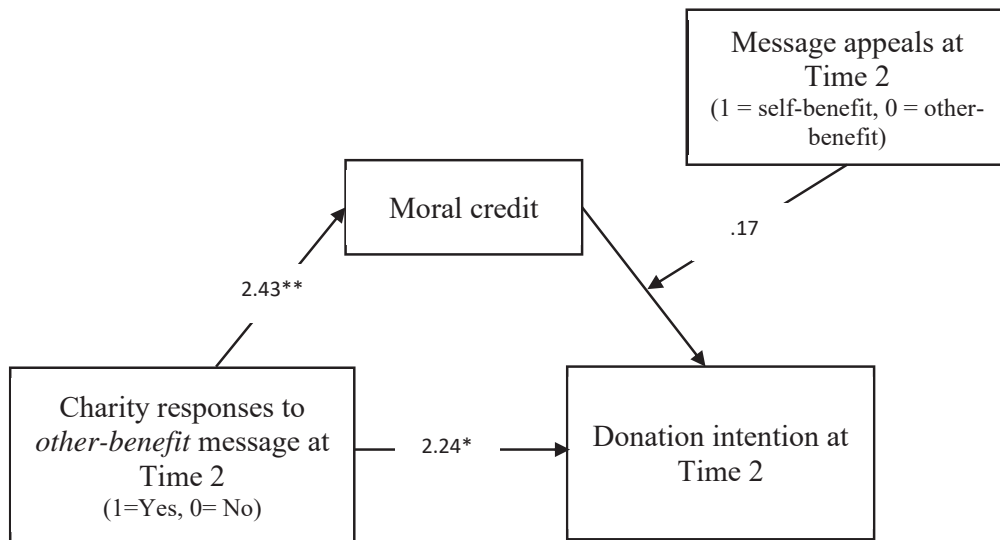 Message appeals at
Time 2
(1 = self-benefit, 0 = other-
benefit)
Moral credit
.17
2.43**
Charity responses to
other-benefit message at
Time 2
(1=Yes, 0= No)
2.24*
Donation intention at
Time 2